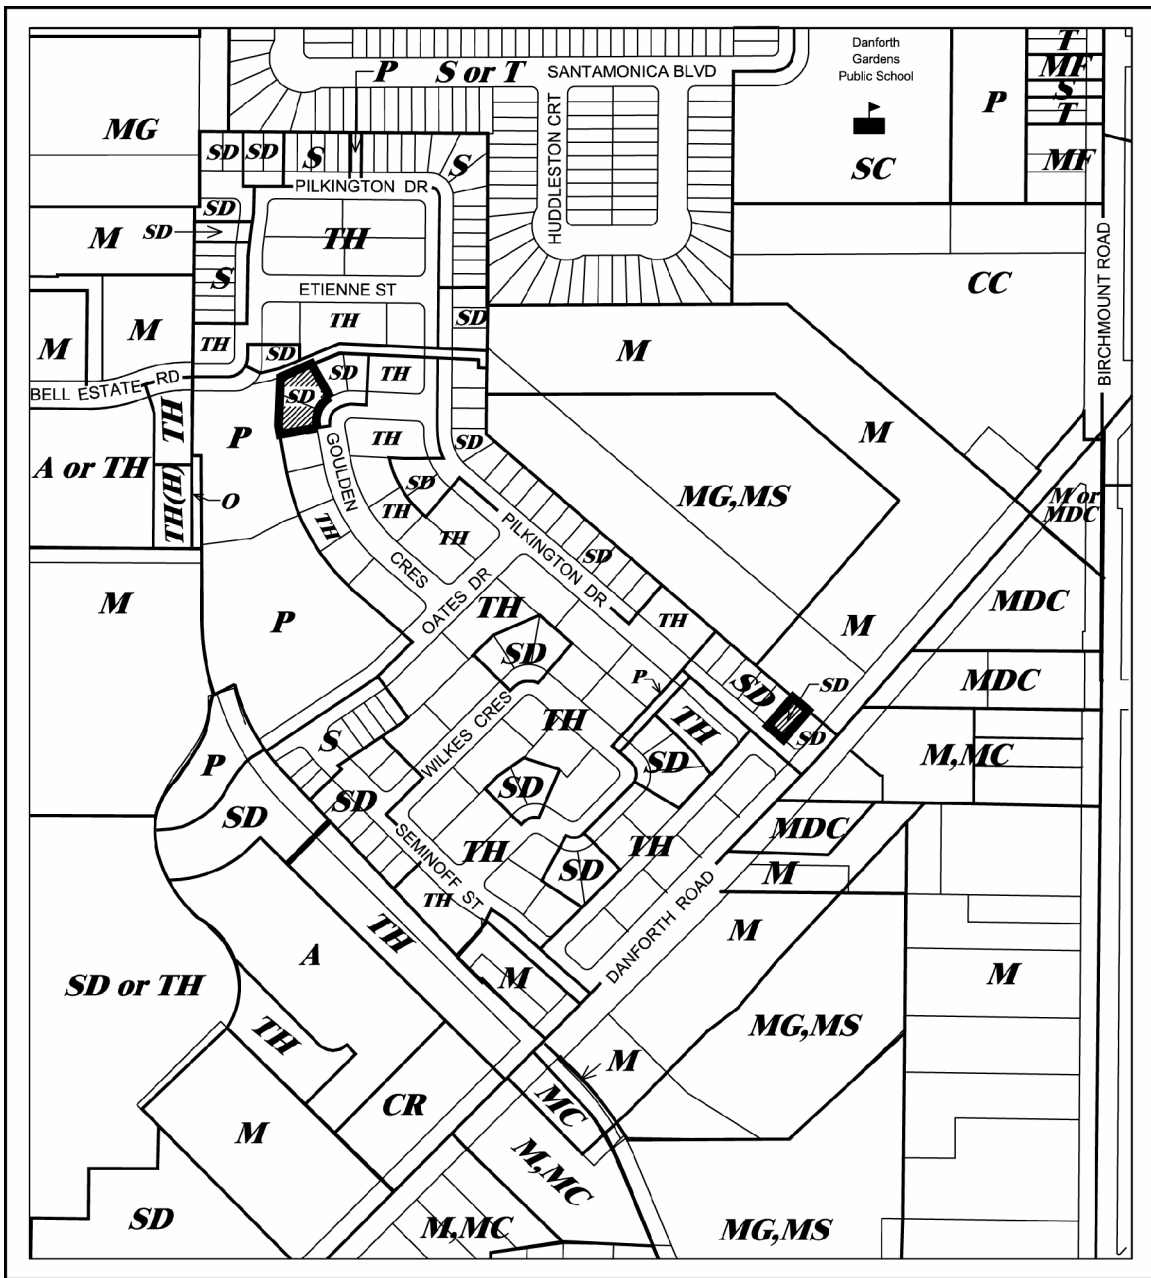 Danforth
Gardens
Public School
T
MF
S
T
MF
P
SC
P S or T
SANTAMONICA BLVD
HUDDLESTON CRT
MG
SD
SD
S
S
PILKINGTON DR
SD
SD
M
TH
S
ETIENNE ST
CC
BIRCHMOUNT ROAD
M
M
TH
TH
SD
SD
M
SD
TH
BELL ESTATE RD
SD
TH
P
GOULDEN
TH
SD
M
A or TH
TH(H)
O
SD
TH
TH
TH
MG,MS
M or
MDC
PILKINGTON DR
SD
CRES
OATES DR
M
P
TH
TH
M
MDC
SD
P
SD
SD
MDC
TH
TH
SD
WILKES CRES
S
P
SD
M,MC
SD
SD
SD
SEMINOFF ST
TH
TH
MDC
SD
M
TH
DANFORTH ROAD
TH
M
A
M
M
SD or TH
TH
MG,MS
M
MC
CR
M
M,MC
SD
M,MC
MG,MS